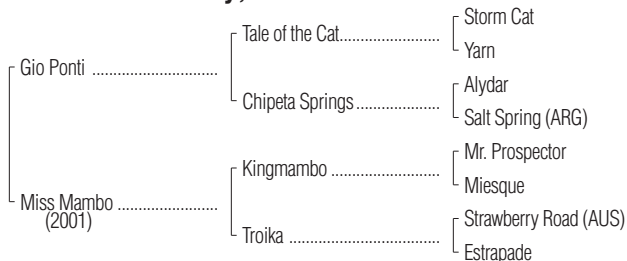 Storm Cat
Tale of the Cat
Yarn
Gio Ponti
Alydar
Chipeta Springs
Salt Spring (ARG)
Mr. Prospector
Kingmambo
Miesque
Miss Mambo
(2001)
Strawberry Road (AUS)
Troika
Estrapade